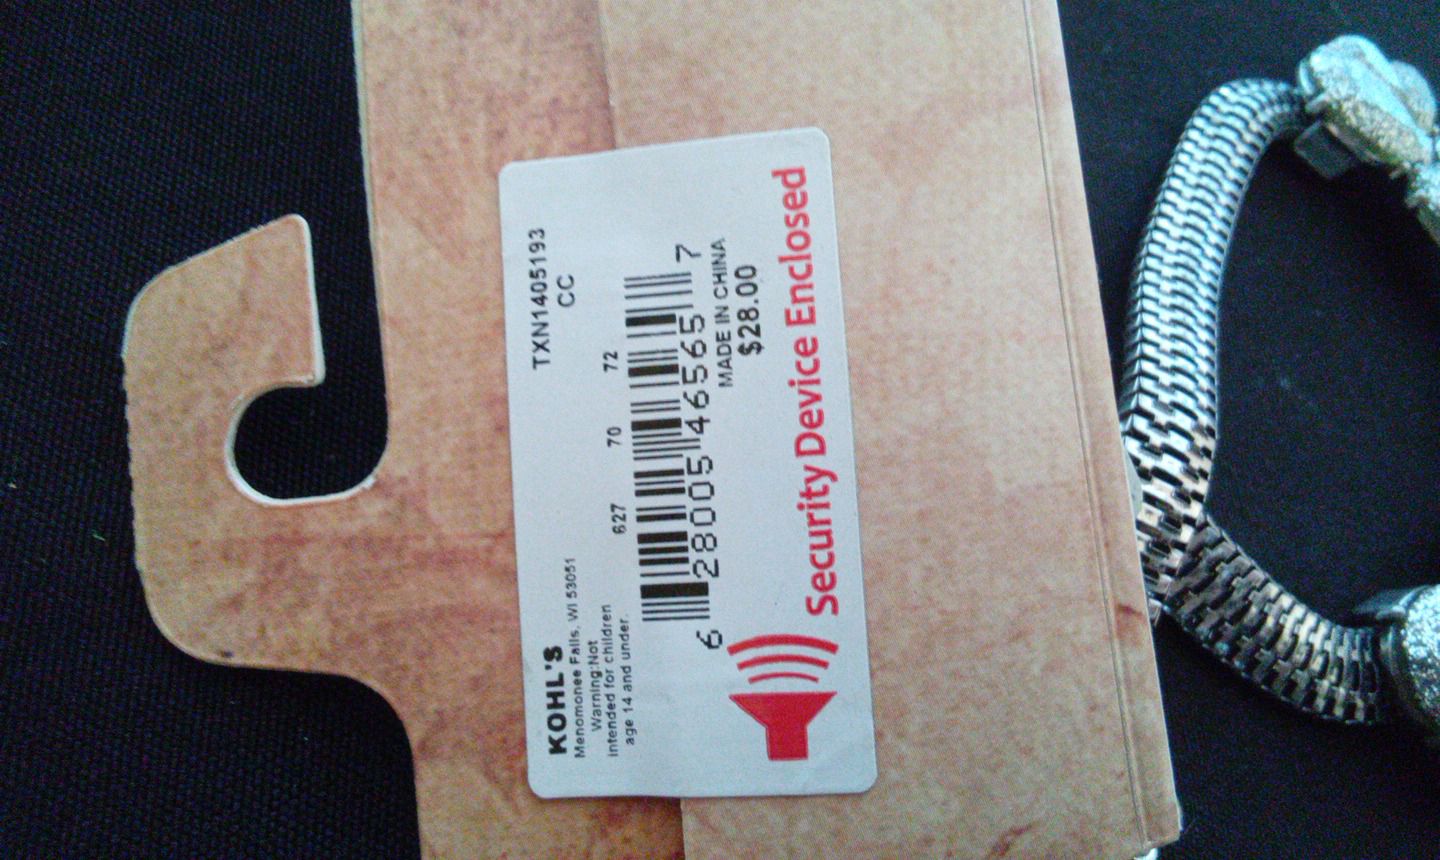 TXN1405193
CC
KOHL'S
Menomonee Falls, WI 53051
Warning:Not
intended for children
age 14 and under.
627 70 72
6 28005 46565 7
MADE IN CHINA
$28.00
Security Device Enclosed